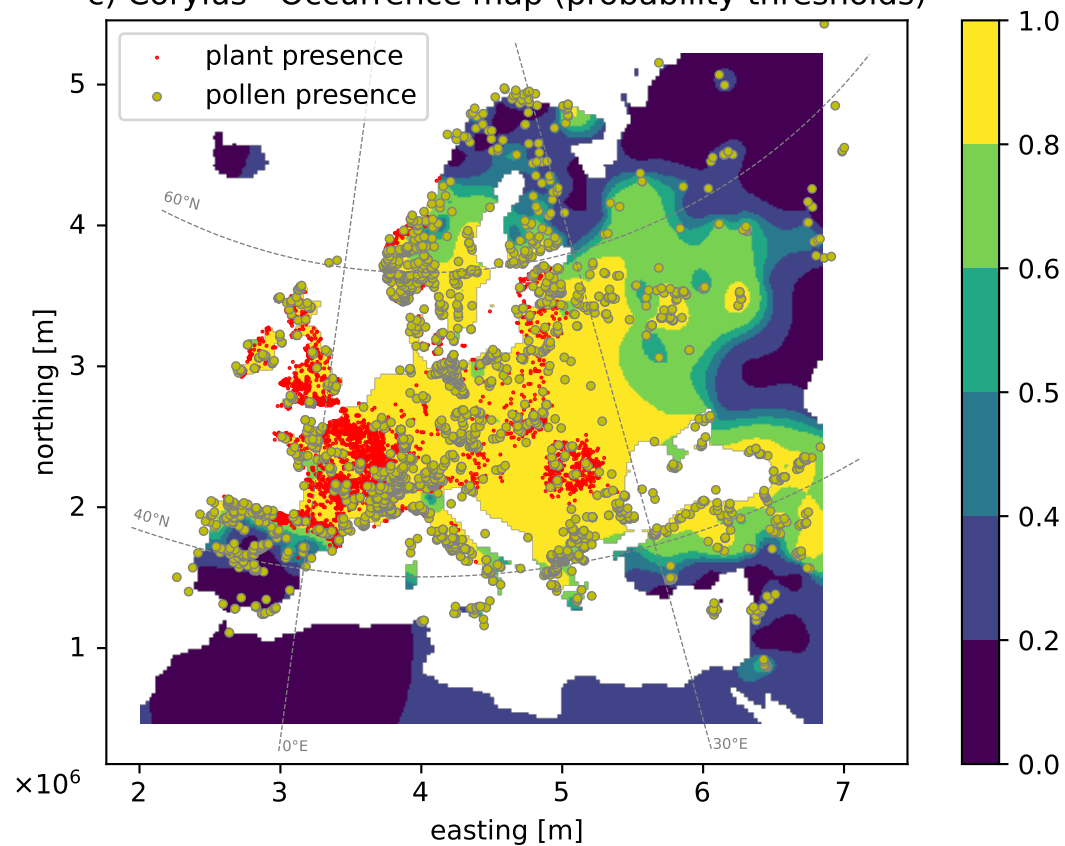 c) Corylus - Occurrence map (probability thresholds)
plant presence
pollen presence
1.0
0.8
0.6
0.5
0.4
0.2
0.0
5
4
3
2
1
northing [m]
60°N
40°N
0°E
30°E
×10⁶
2 3 4 5 6 7
easting [m]